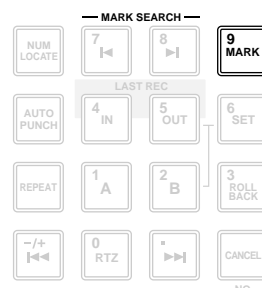 MARK SEARCH
NUM LOCATE
7
8
9 MARK
LAST REC
AUTO PUNCH
4 IN
5 OUT
6 SET
REPEAT
1 A
2 B
3 ROLL BACK
-/+
0 RTZ
.
CANCEL